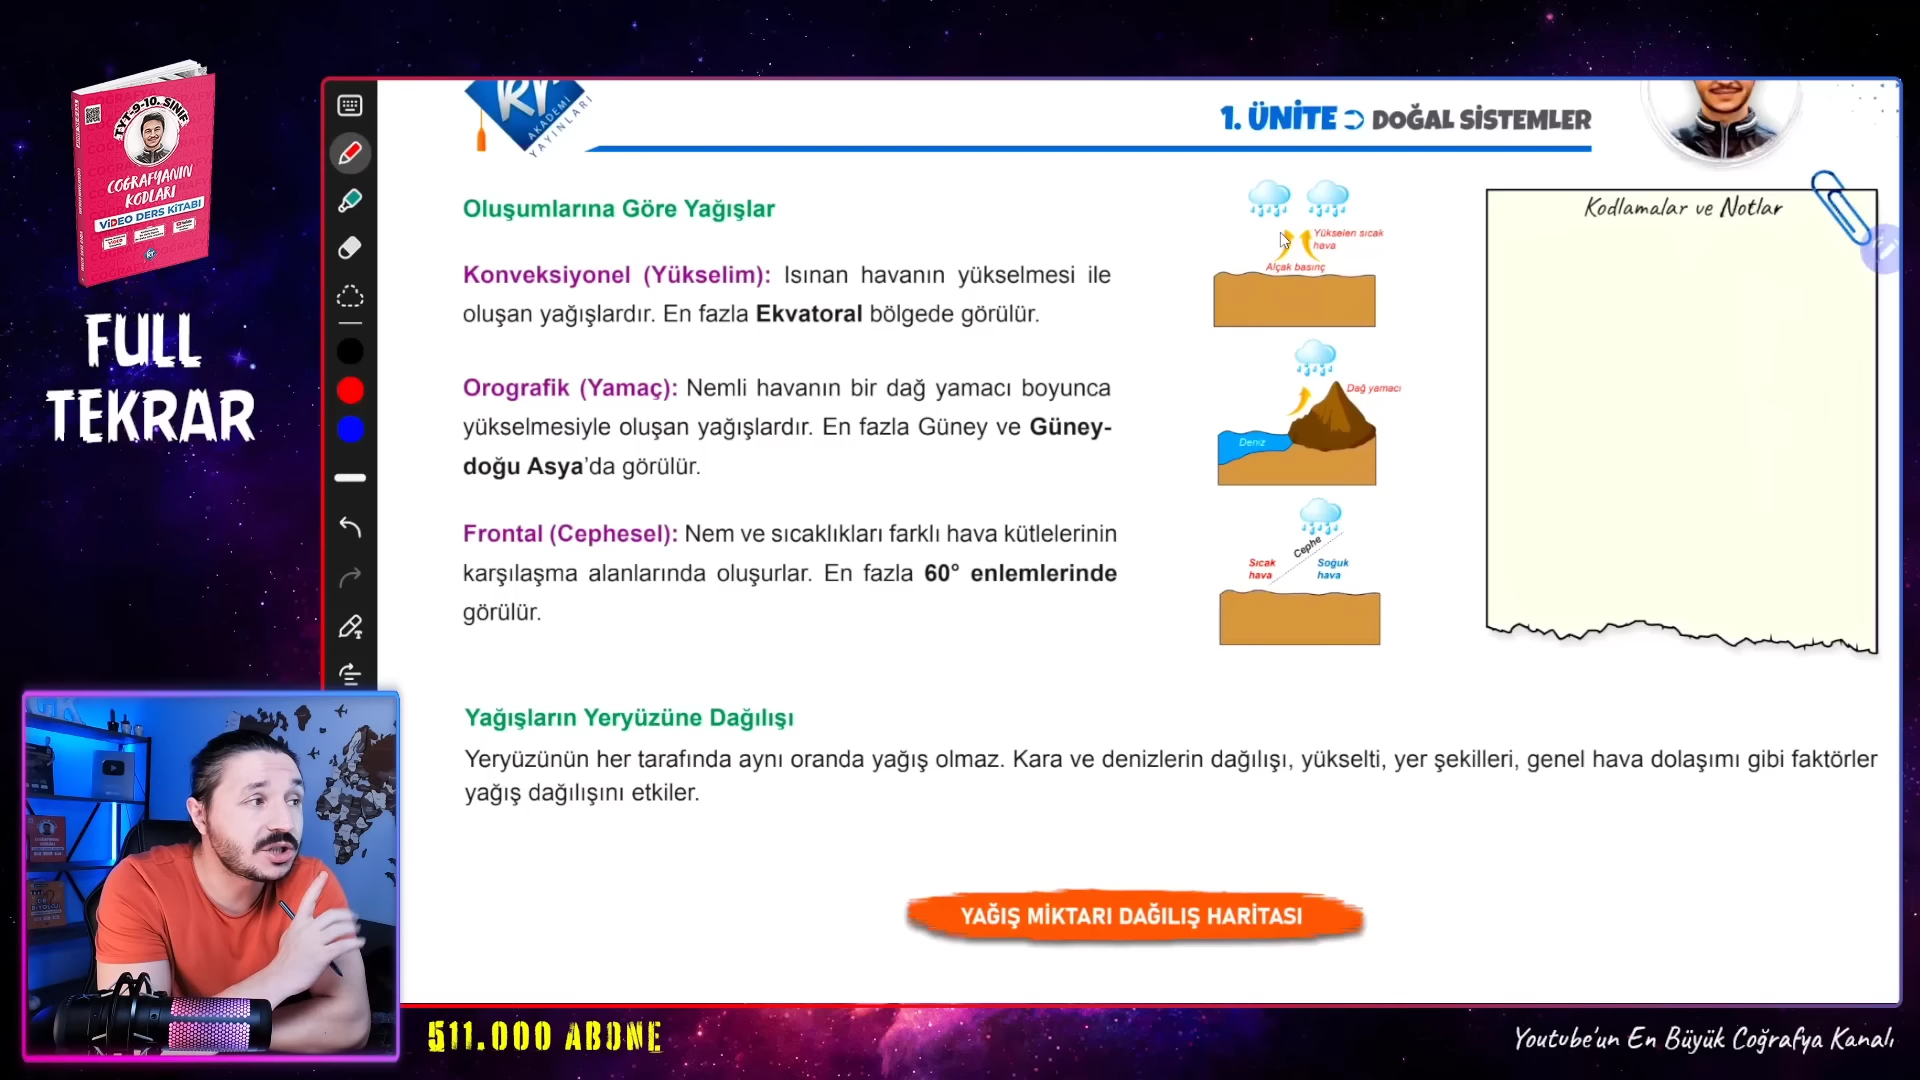 TYT-9-10. SINIF
COĞRAFYANIN
KODLARI
VİDEO DERS KİTABI
FULL
TEKRAR
AKADEMİ
YAYINLARI
1. ÜNİTE ⊃ DOĞAL SİSTEMLER
Oluşumlarına Göre Yağışlar
Konveksiyonel (Yükselim): Isınan havanın yükselmesi ile
oluşan yağışlardır. En fazla Ekvatoral bölgede görülür.
Yükselen sıcak
hava
Alçak basınç
Orografik (Yamaç): Nemli havanın bir dağ yamacı boyunca
yükselmesiyle oluşan yağışlardır. En fazla Güney ve Güney-
doğu Asya'da görülür.
Dağ yamacı
Deniz
Frontal (Cephesel): Nem ve sıcaklıkları farklı hava kütlelerinin
karşılaşma alanlarında oluşurlar. En fazla 60° enlemlerinde
görülür.
Cephe
Sıcak
hava
Soğuk
hava
Kodlamalar ve Notlar
Yağışların Yeryüzüne Dağılışı
Yeryüzünün her tarafında aynı oranda yağış olmaz. Kara ve denizlerin dağılışı, yükselti, yer şekilleri, genel hava dolaşımı gibi faktörler
yağış dağılışını etkiler.
YAĞIŞ MİKTARI DAĞILIŞ HARİTASI
511.000 ABONE
Youtube'un En Büyük Coğrafya Kanalı